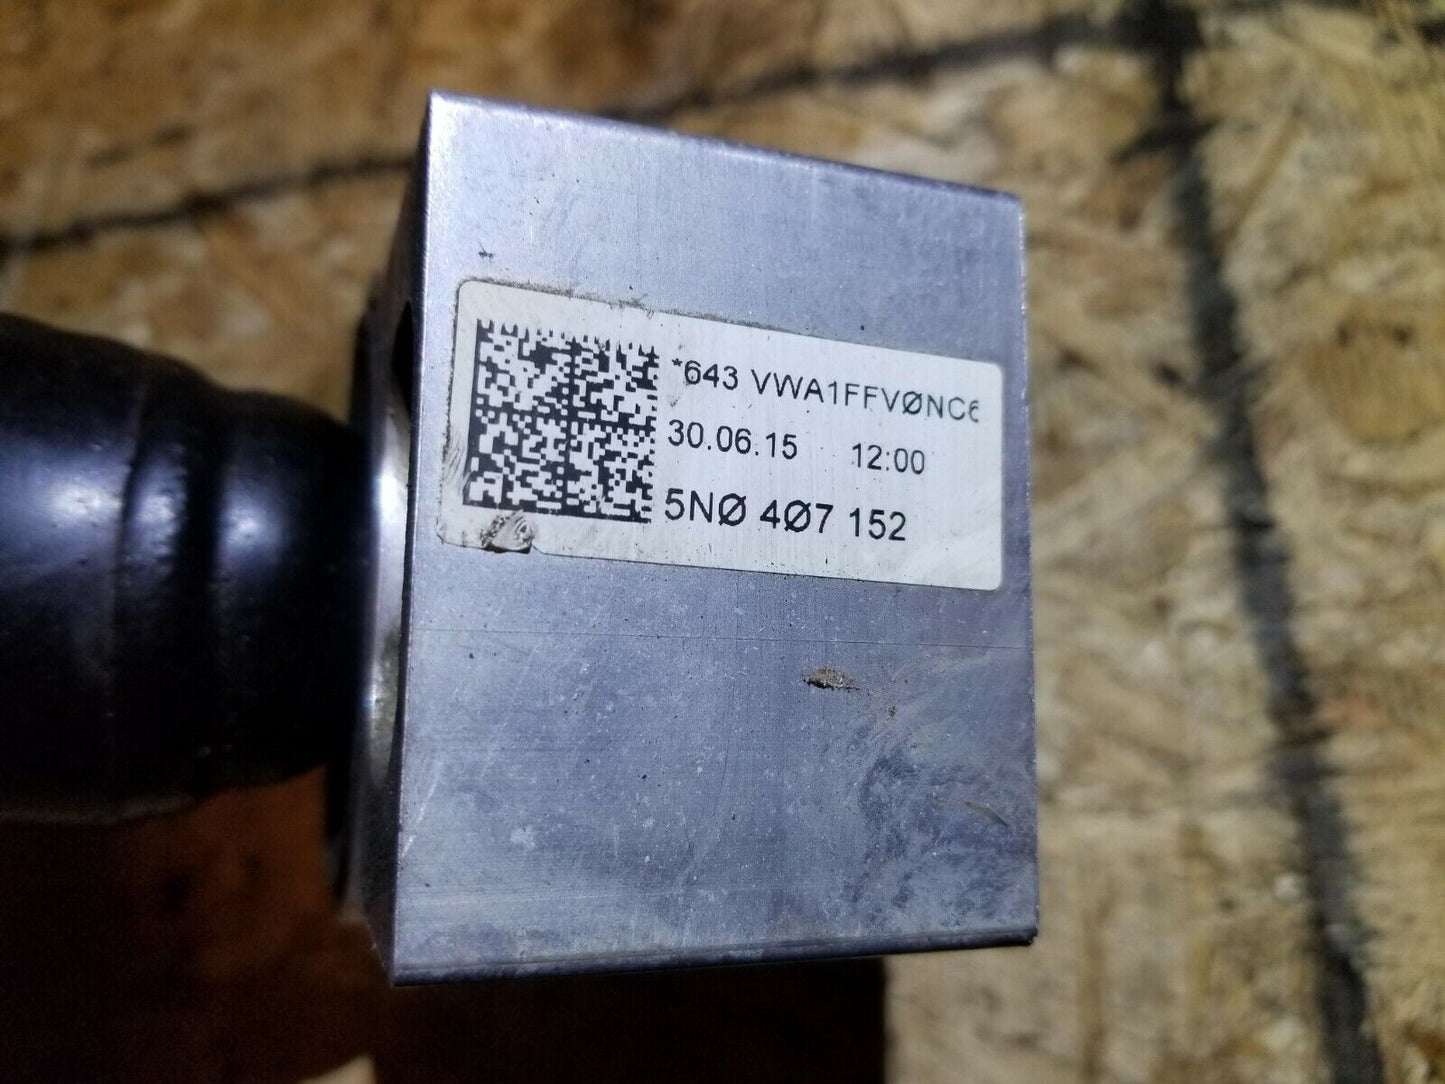 *643 VWA1FFVØNC6
30.06.15 12:00
5NØ 4Ø7 152